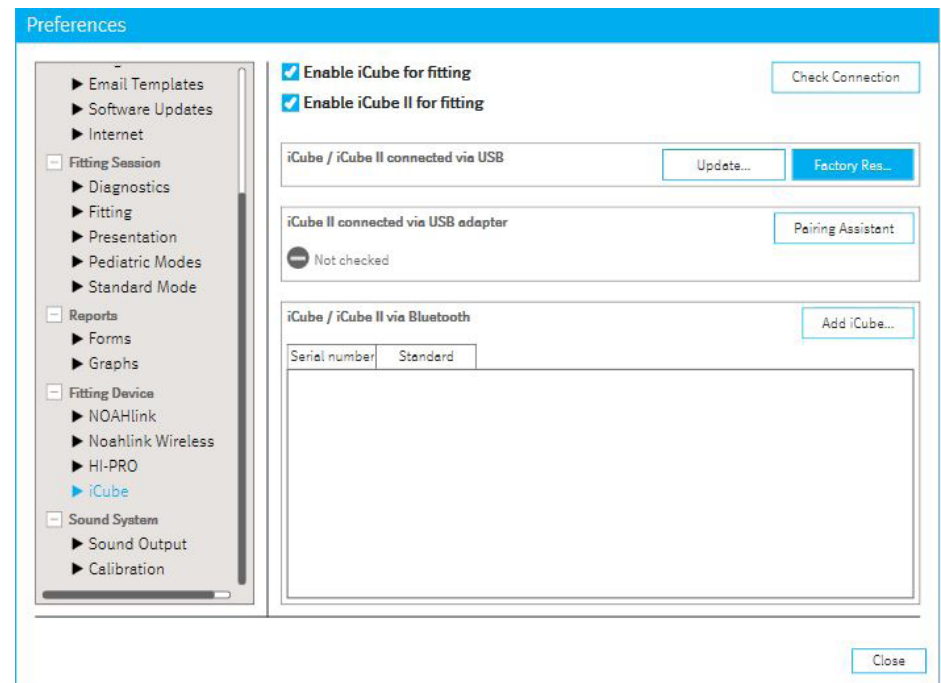 Preferences
Email Templates
Software Updates
Internet
Fitting Session
Diagnostics
Fitting
Presentation
Pediatric Modes
Standard Mode
Reports
Forms
Graphs
Fitting Device
NOAHlink
Noahlink Wireless
HI-PRO
iCube
Sound System
Sound Output
Calibration
Enable iCube for fitting
Check Connection
Enable iCube II for fitting
iCube / iCube II connected via USB
Update...
Factory Res...
iCube II connected via USB adapter
Pairing Assistant
Not checked
iCube / iCube II via Bluetooth
Add iCube...
Serial number Standard
Close